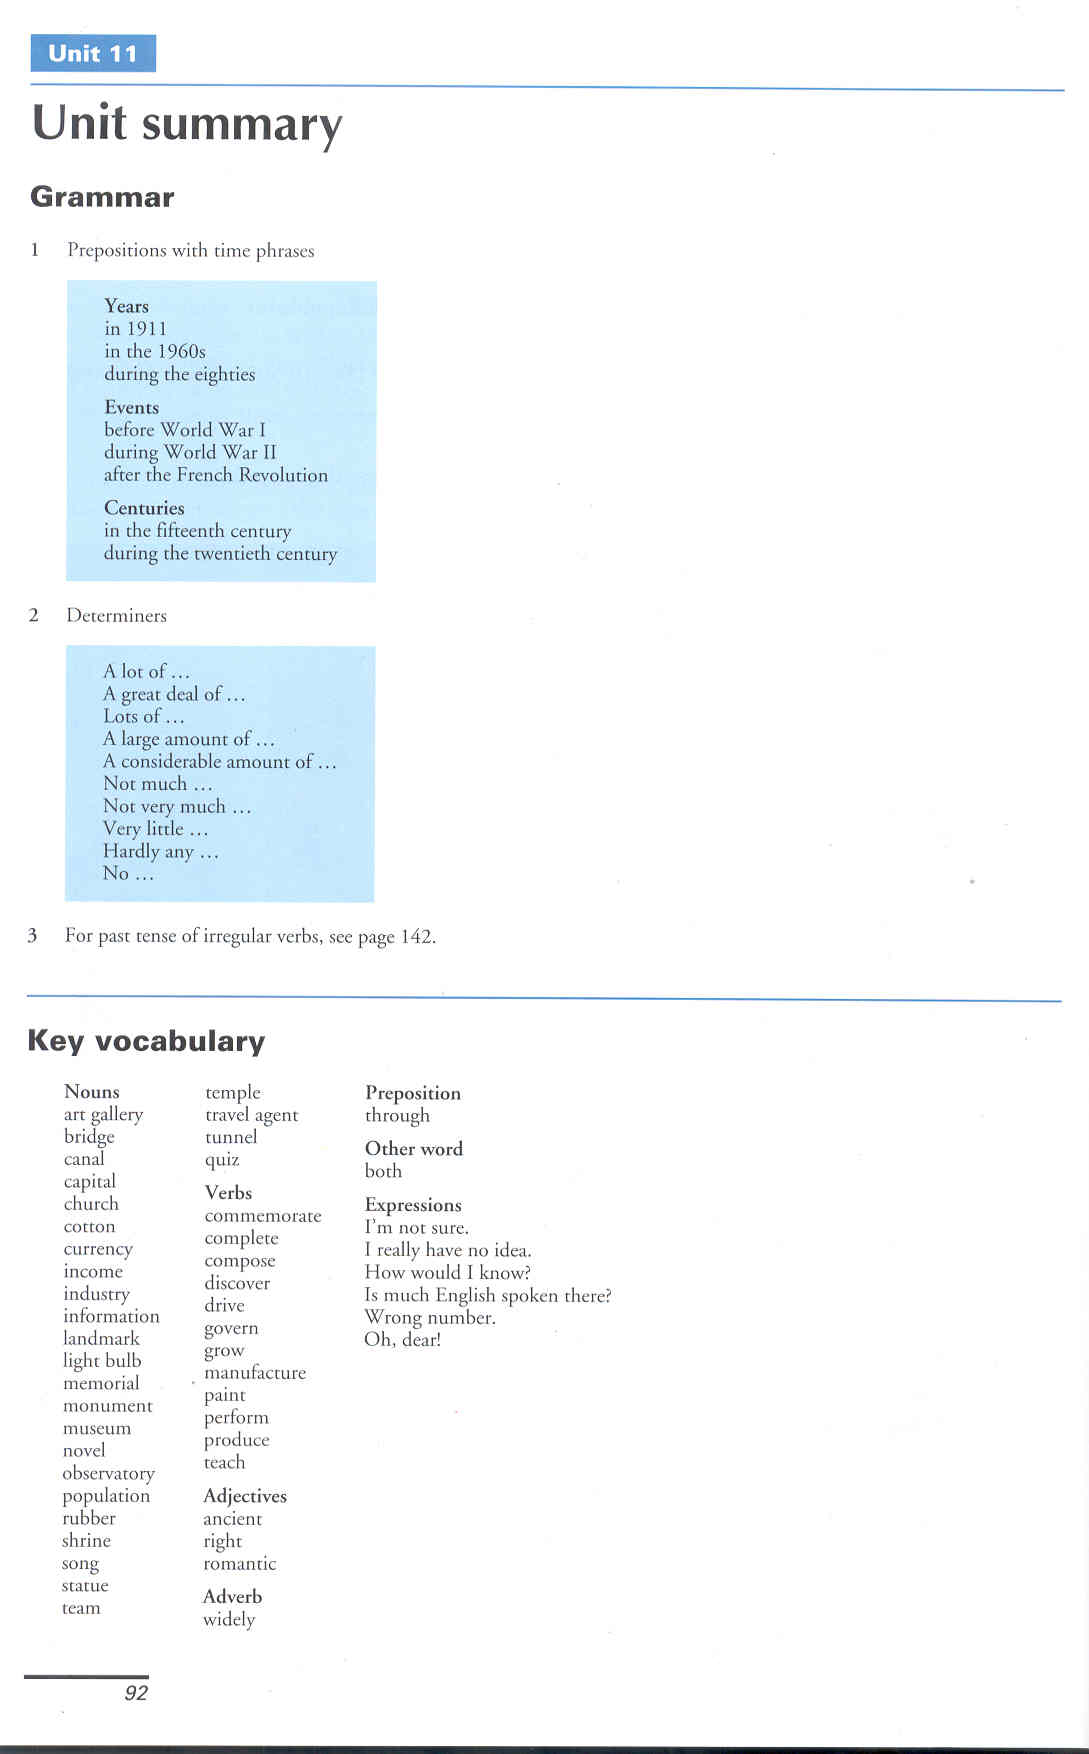 Unit 11
Unit summary
Grammar
1 Prepositions with time phrases
Years
in 1911
in the 1960s
during the eighties
Events
before World War I
during World War II
after the French Revolution
Centuries
in the fifteenth century
during the twentieth century
2 Determiners
A lot of ...
A great deal of ...
Lots of ...
A large amount of ...
A considerable amount of ...
Not much ...
Not very much ...
Very little ...
Hardly any ...
No ...
3 For past tense of irregular verbs, see page 142.
Key vocabulary
Nouns
art gallery
bridge
canal
capital
church
cotton
currency
income
industry
information
landmark
light bulb
memorial
monument
museum
novel
observatory
population
rubber
shrine
song
statue
team
temple
travel agent
tunnel
quiz
Verbs
commemorate
complete
compose
discover
drive
govern
grow
manufacture
paint
perform
produce
teach
Adjectives
ancient
right
romantic
Adverb
widely
Preposition
through
Other word
both
Expressions
I'm not sure.
I really have no idea.
How would I know?
Is much English spoken there?
Wrong number.
Oh, dear!
92